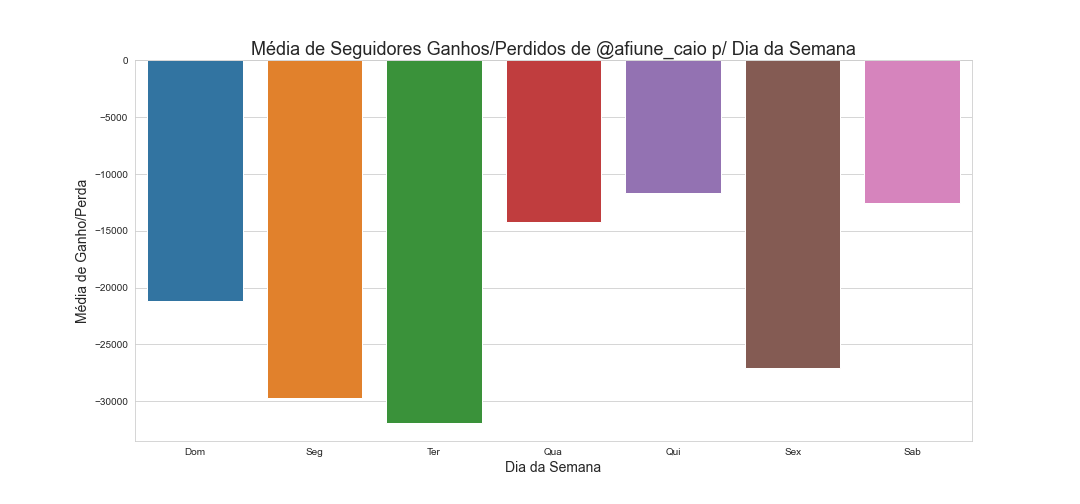 Média de Seguidores Ganhos/Perdidos de @afiune_caio p/ Dia da Semana
Média de Ganho/Perda
0
−5000
−10000
−15000
−20000
−25000
−30000
Dom Seg Ter Qua Qui Sex Sab
Dia da Semana